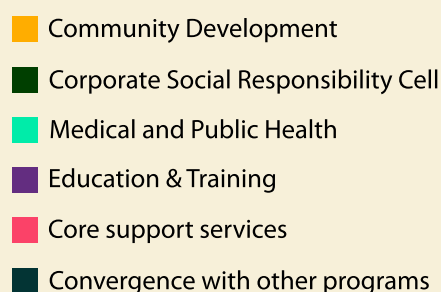 Community Development
Corporate Social Responsibility Cell
Medical and Public Health
Education & Training
Core support services
Convergence with other programs